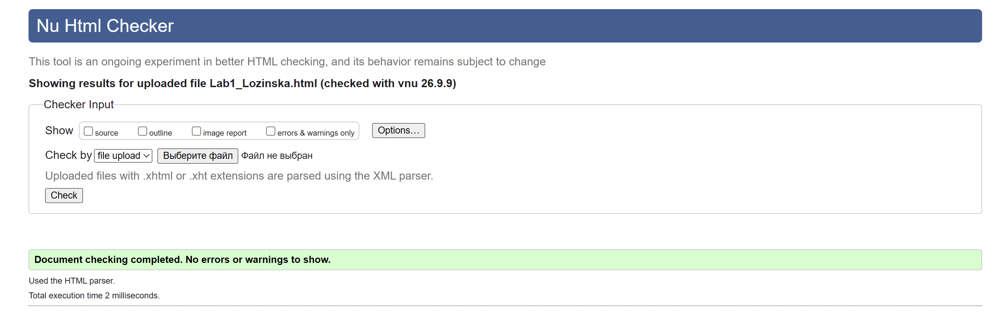 Nu Html Checker
This tool is an ongoing experiment in better HTML checking, and its behavior remains subject to change
Showing results for uploaded file Lab1_Lozinska.html (checked with vnu 26.9.9)
Checker Input
Show source outline image report errors & warnings only Options…
Check by file upload Выберите файл Файл не выбран
Uploaded files with .xhtml or .xht extensions are parsed using the XML parser.
Check
Document checking completed. No errors or warnings to show.
Used the HTML parser.
Total execution time 2 milliseconds.